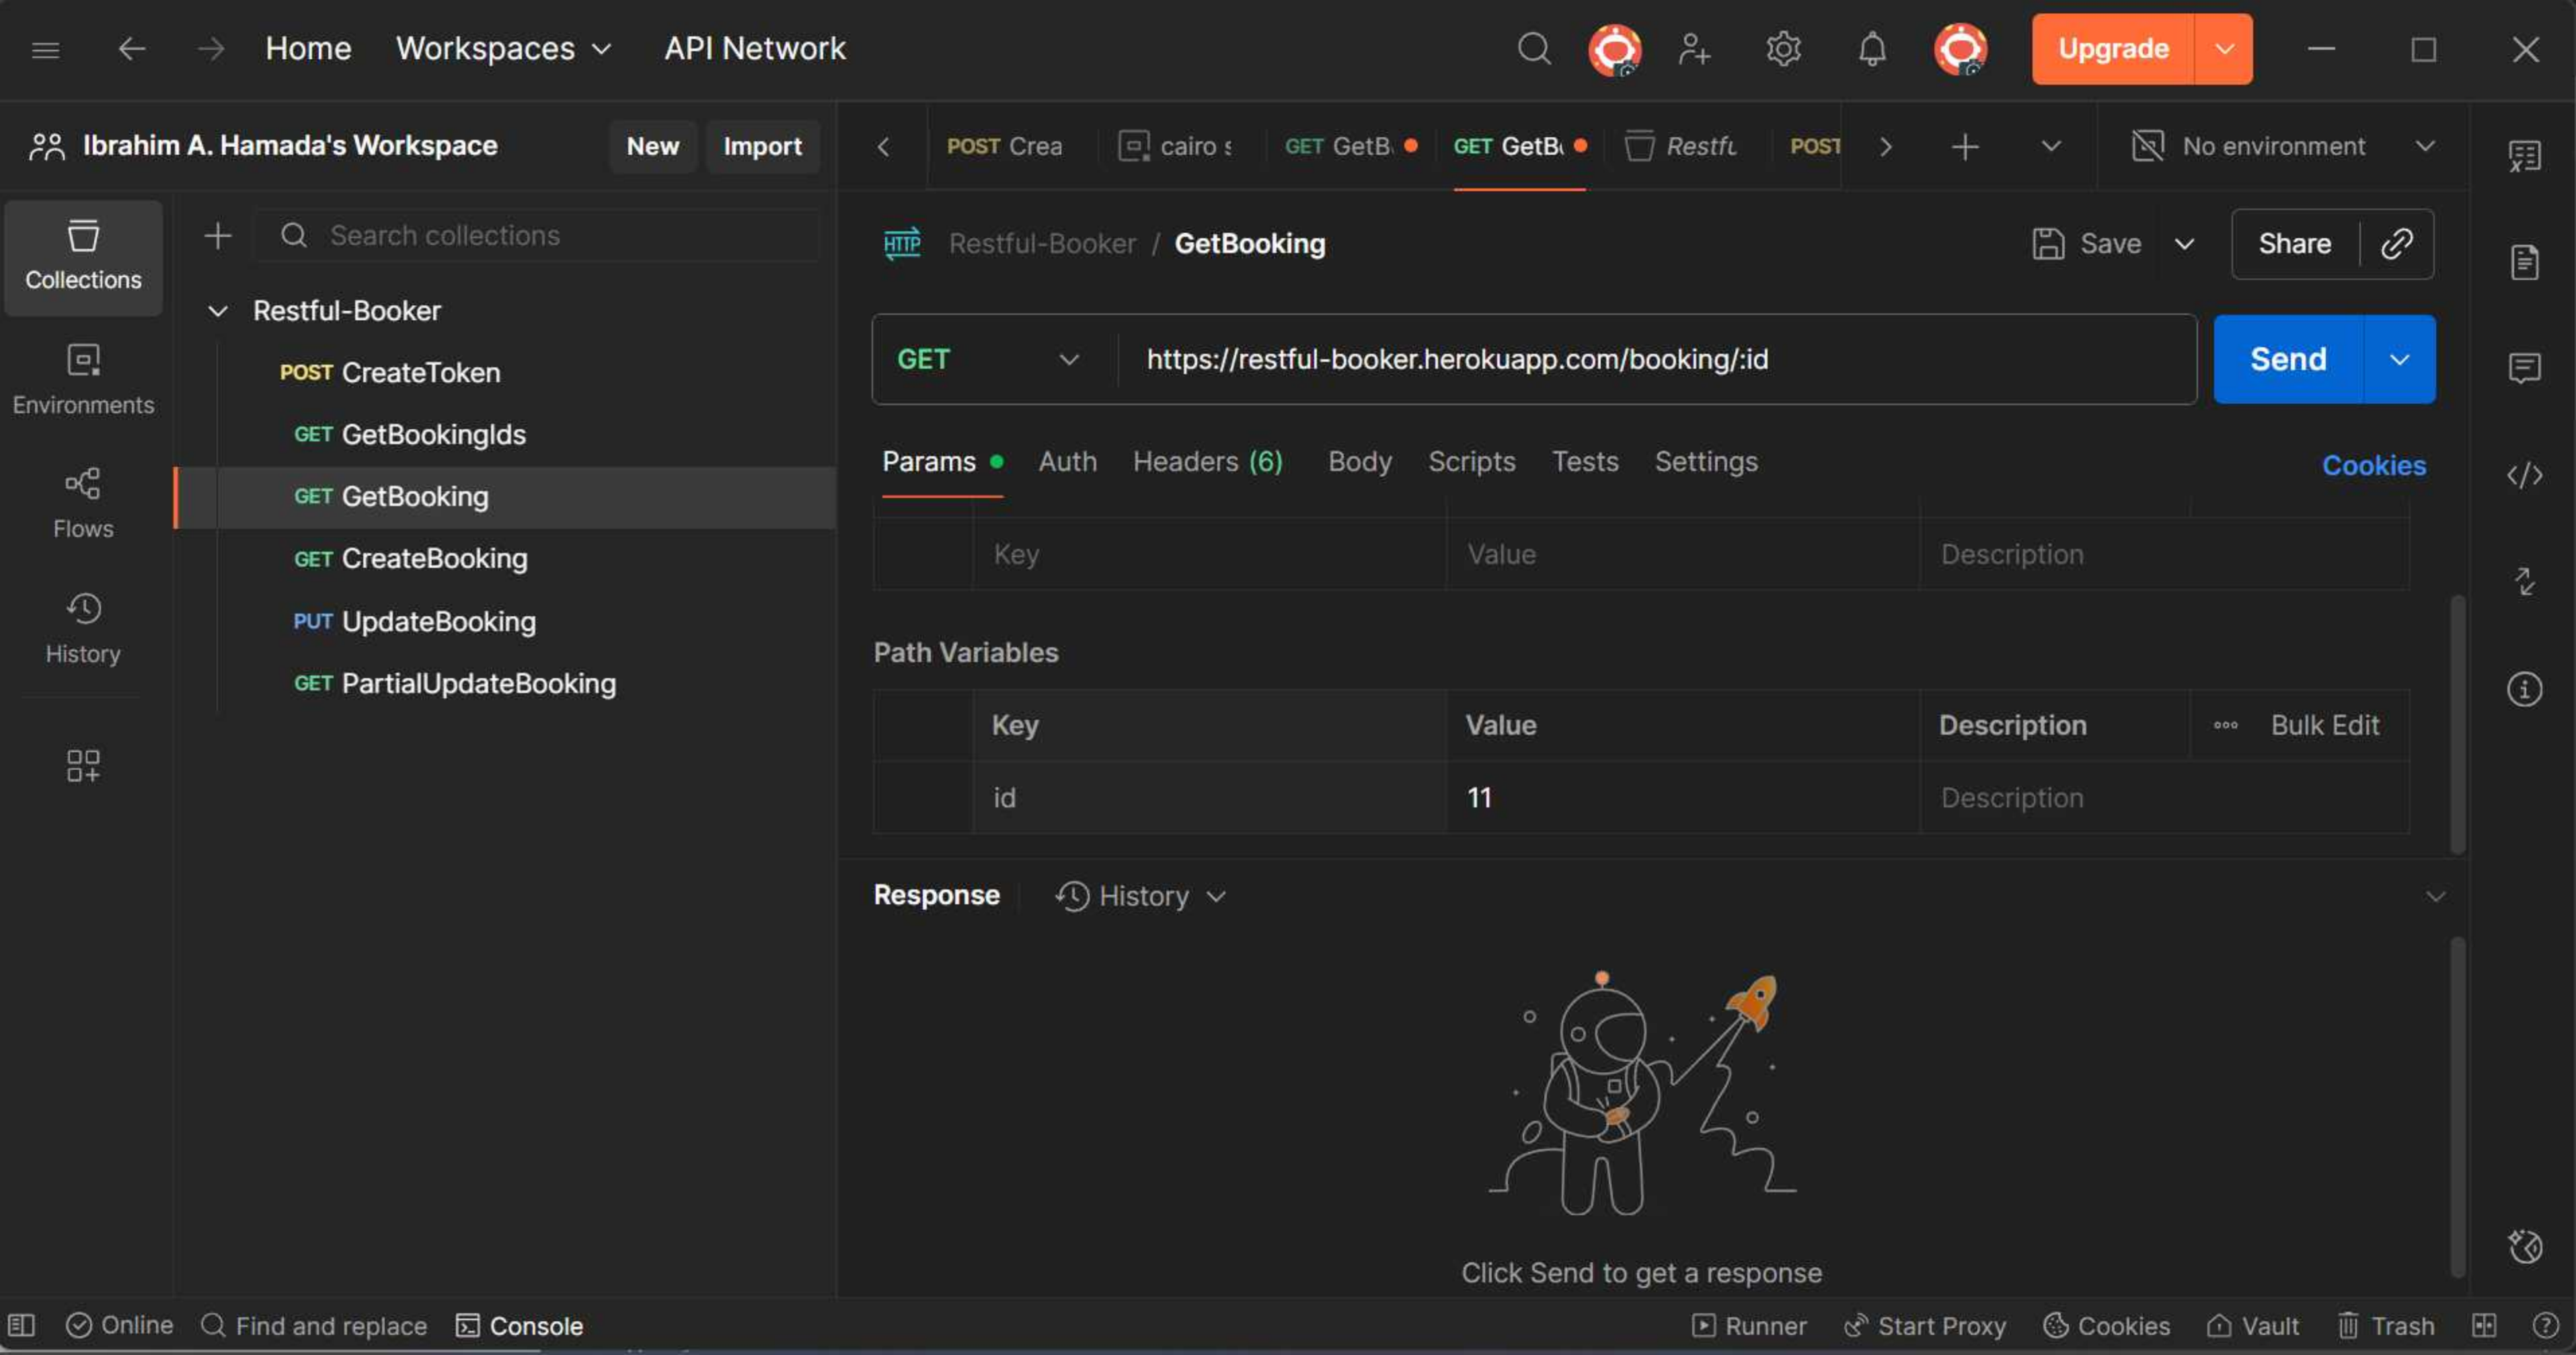 Home Workspaces API Network Upgrade
Ibrahim A. Hamada's Workspace New Import
POST Crea cairo s GET GetB GET GetB Restfu POST No environment
Collections
Environments
Flows
History
Search collections
Restful-Booker
POST CreateToken
GET GetBookingIds
GET GetBooking
GET CreateBooking
PUT UpdateBooking
GET PartialUpdateBooking
HTTP Restful-Booker / GetBooking Save Share
GET https://restful-booker.herokuapp.com/booking/:id Send
Params Auth Headers (6) Body Scripts Tests Settings Cookies
Key Value Description
Path Variables
Key Value Description Bulk Edit
id 11 Description
Response History
Click Send to get a response
Online Find and replace Console Runner Start Proxy Cookies Vault Trash